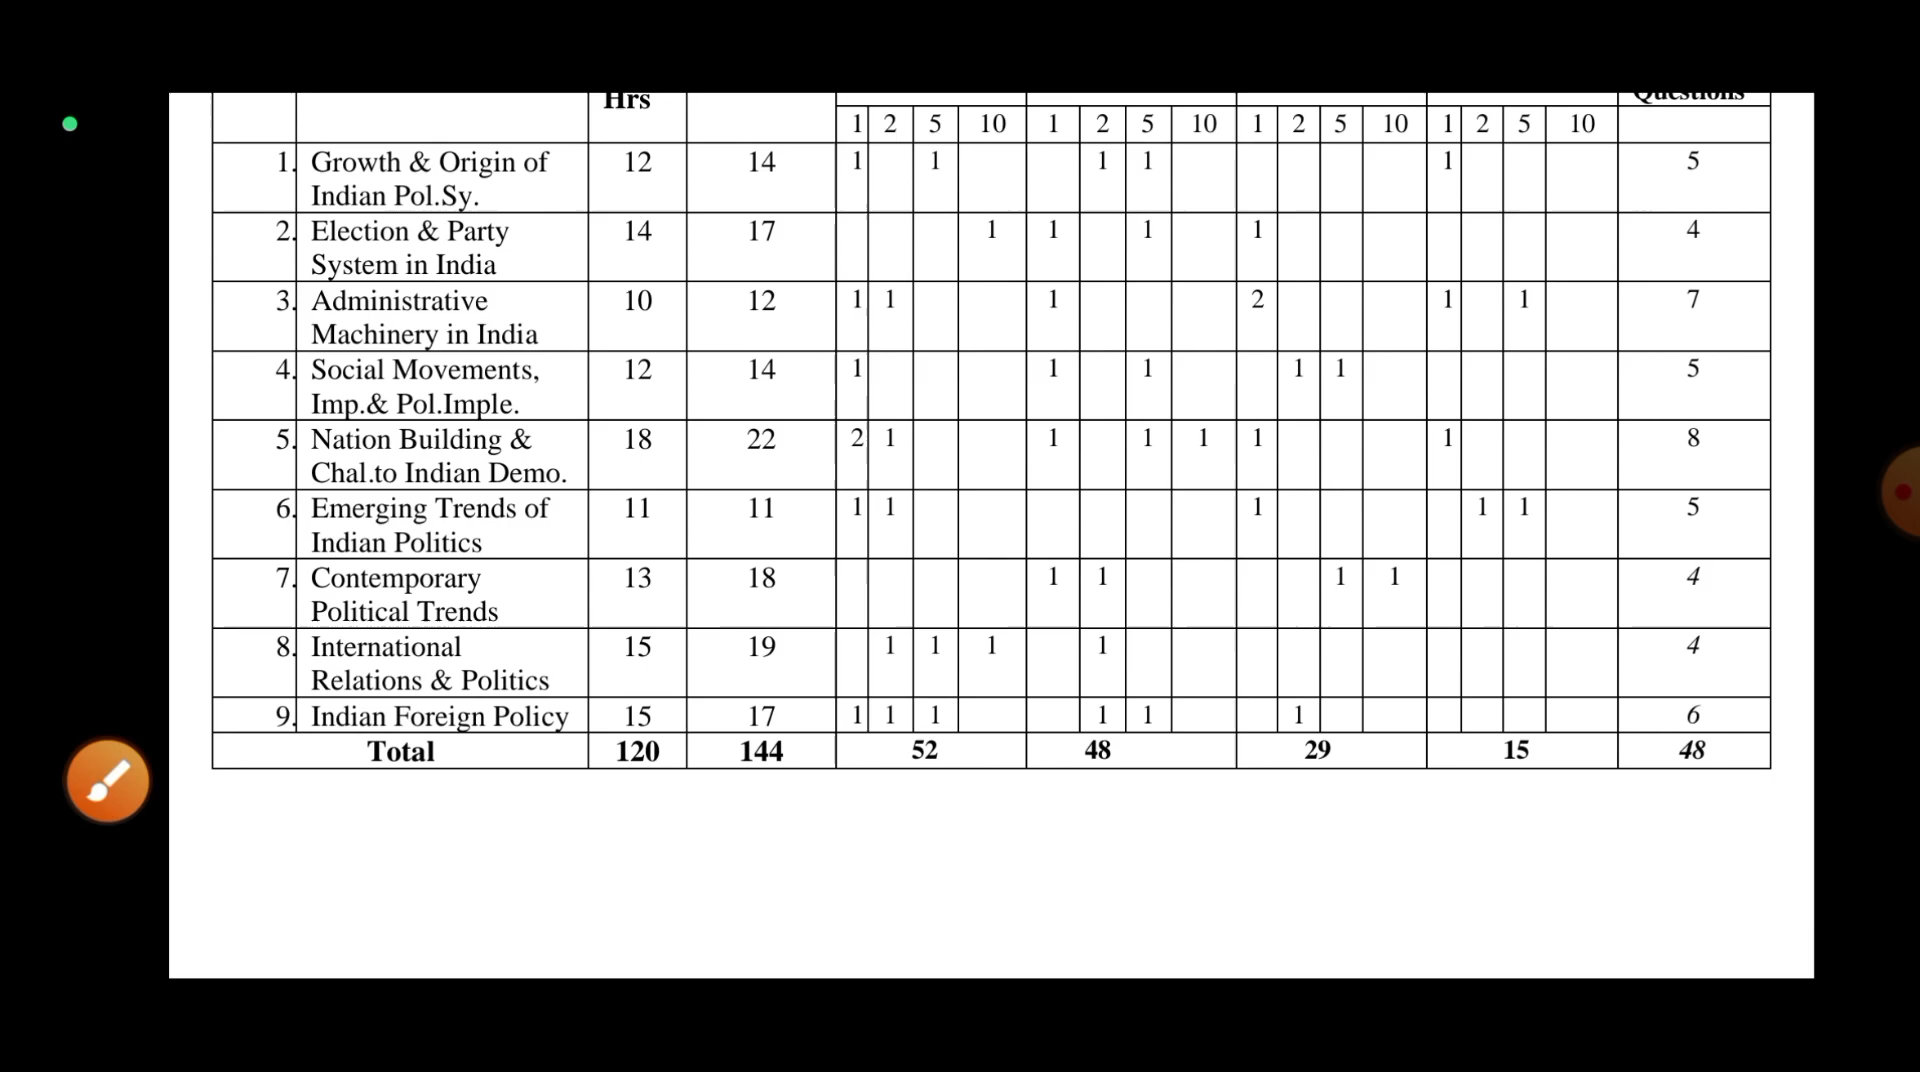 Hrs
Questions
1 2 5 10 1 2 5 10 1 2 5 10 1 2 5 10
1. Growth & Origin of 12 14 1 1 1 1 1 5
Indian Pol.Sy.
2. Election & Party 14 17 1 1 1 1 4
System in India
3. Administrative 10 12 1 1 1 2 1 1 7
Machinery in India
4. Social Movements, 12 14 1 1 1 1 1 5
Imp.& Pol.Imple.
5. Nation Building & 18 22 2 1 1 1 1 1 1 8
Chal.to Indian Demo.
6. Emerging Trends of 11 11 1 1 1 1 1 5
Indian Politics
7. Contemporary 13 18 1 1 1 1 4
Political Trends
8. International 15 19 1 1 1 1 4
Relations & Politics
9. Indian Foreign Policy 15 17 1 1 1 1 1 1 6
Total 120 144 52 48 29 15 48